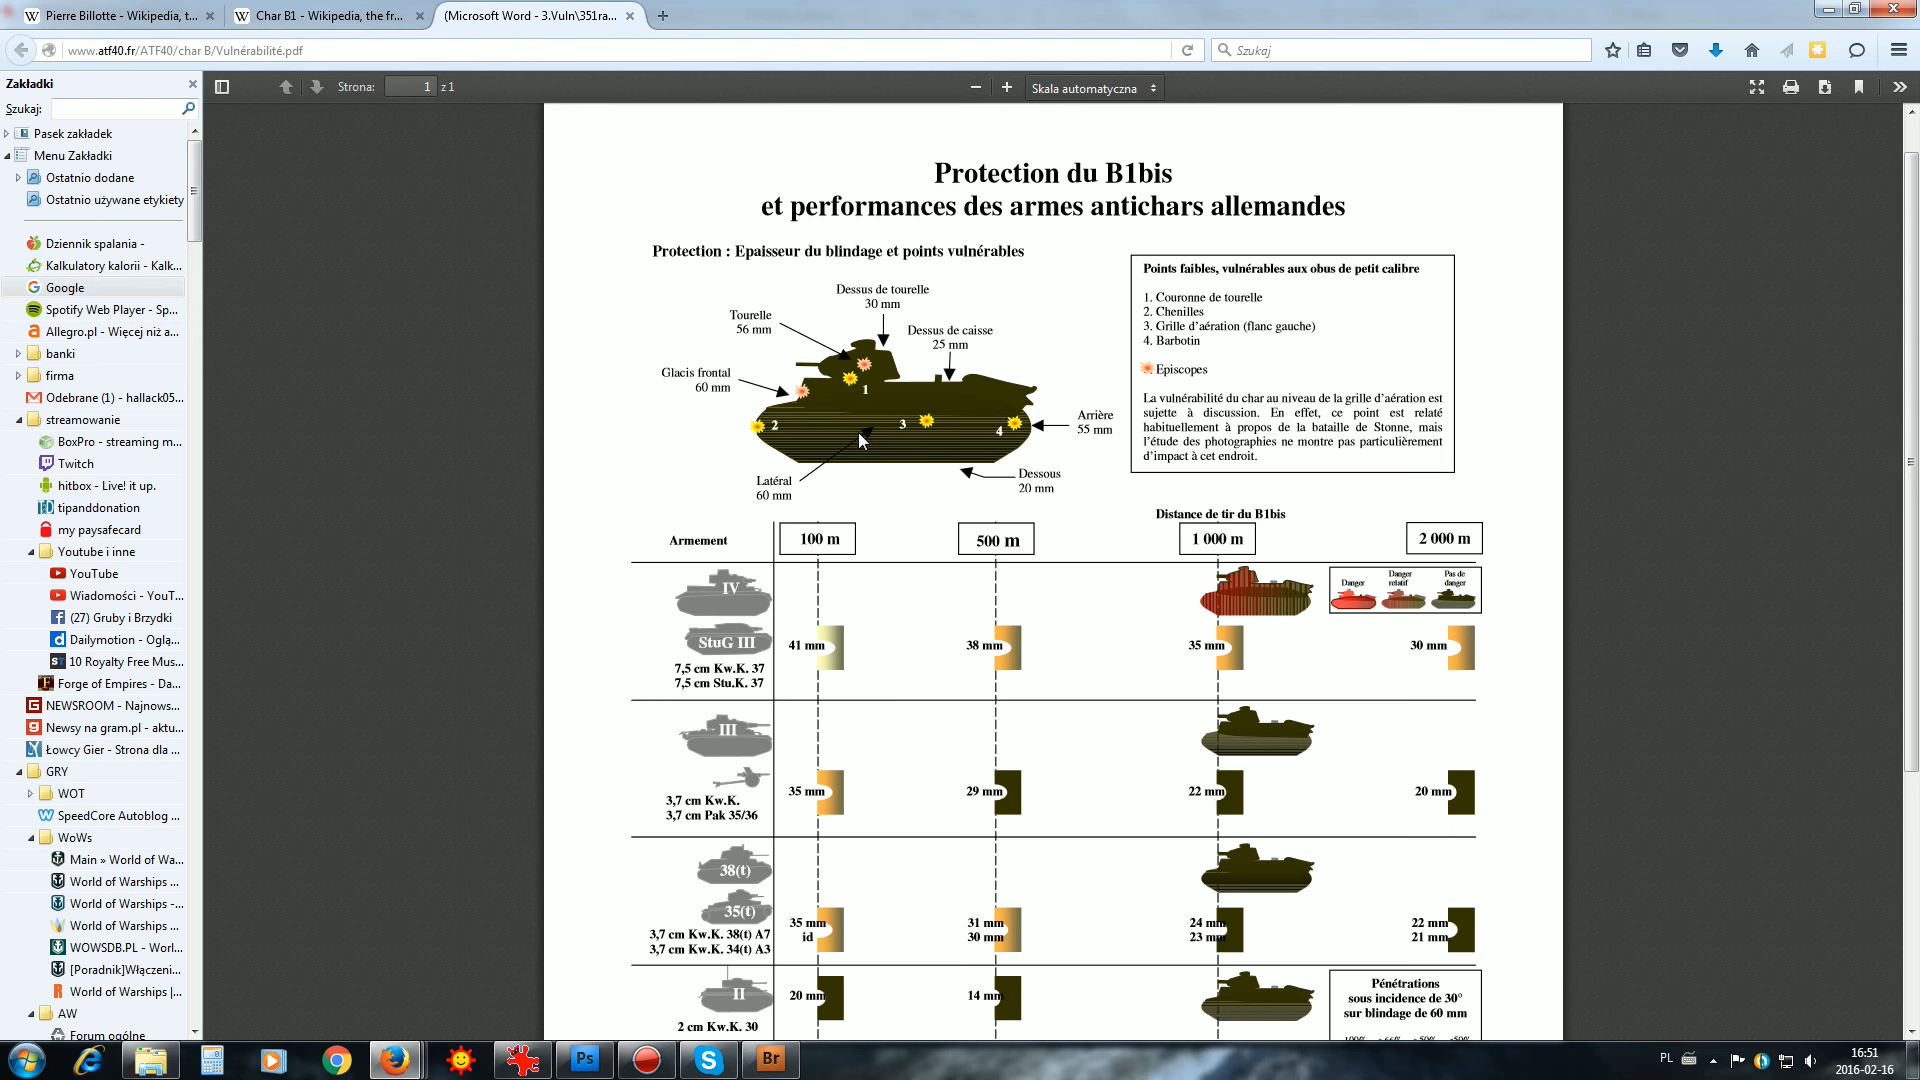 Pierre Billotte - Wikipedia, t...
Char B1 - Wikipedia, the fr...
(Microsoft Word - 3.Vuln\351ra...
www.atf40.fr/ATF40/char B/Vulnérabilité.pdf
Szukaj
Zakładki
Strona:
1
z 1
Skala automatyczna
Szukaj:
Pasek zakładek
Menu Zakładki
Ostatnio dodane
Ostatnio używane etykiety
Dziennik spalania -
Kalkulatory kalorii - Kalk...
Google
Spotify Web Player - Sp...
Allegro.pl - Więcej niż a...
banki
firma
Odebrane (1) - hallack05...
streamowanie
BoxPro - streaming m...
Twitch
hitbox - Live! it up.
tipanddonation
my paysafecard
Youtube i inne
YouTube
Wiadomości - YouT...
(27) Gruby i Brzydki
Dailymotion - Oglą...
10 Royalty Free Mus...
Forge of Empires - Da...
NEWSROOM - Najnows...
Newsy na gram.pl - aktu...
Łowcy Gier - Strona dla ...
GRY
WOT
SpeedCore Autoblog ...
WoWs
Main » World of Wa...
World of Warships ...
World of Warships -...
World of Warships ...
WOWSDB.PL - Worl...
[Poradnik]Włączeni...
World of Warships |...
AW
Forum ogólne
Protection du B1bis
et performances des armes antichars allemandes
Protection : Epaisseur du blindage et points vulnérables
Dessus de tourelle
30 mm
Tourelle
56 mm
Dessus de caisse
25 mm
Glacis frontal
60 mm
1
2
3
4
Arrière
55 mm
Latéral
60 mm
Dessous
20 mm
Points faibles, vulnérables aux obus de petit calibre
1. Couronne de tourelle
2. Chenilles
3. Grille d'aération (flanc gauche)
4. Barbotin
Episcopes
La vulnérabilité du char au niveau de la grille d'aération est
sujette à discussion. En effet, ce point est relaté
habituellement à propos de la bataille de Stonne, mais
l'étude des photographies ne montre pas particulièrement
d'impact à cet endroit.
Distance de tir du B1bis
Armement
100 m
500 m
1 000 m
2 000 m
IV
Danger
Danger
relatif
Pas de
danger
StuG III
41 mm
38 mm
35 mm
30 mm
7,5 cm Kw.K. 37
7,5 cm Stu.K. 37
III
35 mm
29 mm
22 mm
20 mm
3,7 cm Kw.K.
3,7 cm Pak 35/36
38(t)
35(t)
35 mm
id
31 mm
30 mm
24 mm
23 mm
22 mm
21 mm
3,7 cm Kw.K. 38(t) A7
3,7 cm Kw.K. 34(t) A3
II
20 mm
14 mm
2 cm Kw.K. 30
Pénétrations
sous incidence de 30°
sur blindage de 60 mm
Ps
Br
PL
16:51
2016-02-16